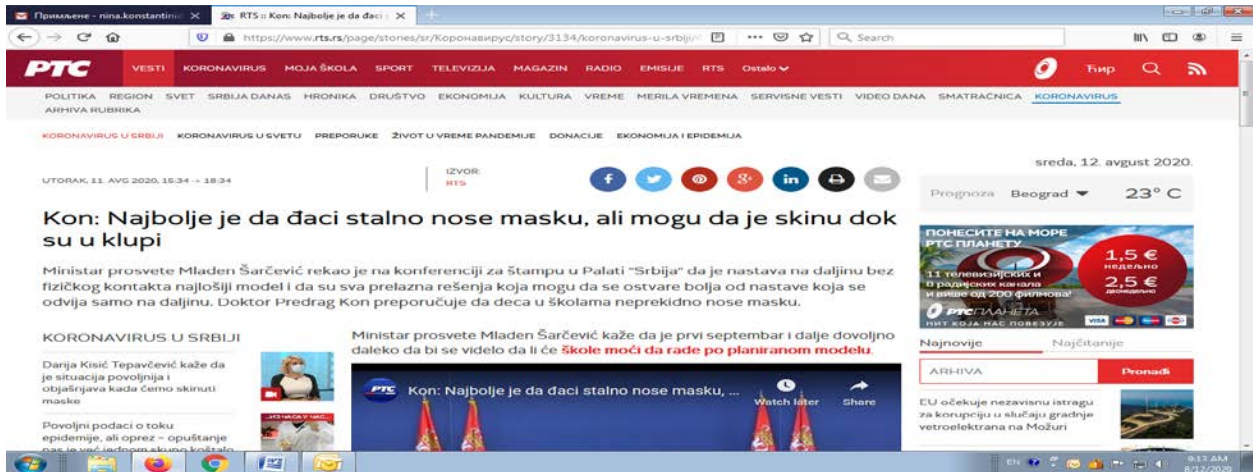 Примљене - nina.konstantin
RTS :: Kon: Najbolje je da đaci s
https://www.rts.rs/page/stories/sr/Коронавирус/story/3134/koronavirus-u-srbiji/
Search
РТС
VESTI KORONAVIRUS MOJA ŠKOLA SPORT TELEVIZIJA MAGAZIN RADIO EMISIJE RTS Ostalo
Ћир
POLITIKA REGION SVET SRBIJA DANAS HRONIKA DRUŠTVO EKONOMIJA KULTURA VREME MERILA VREMENA SERVISNE VESTI VIDEO DANA SMATRAČNICA KORONAVIRUS
ARHIVA RUBRIKA
KORONAVIRUS U SRBIJI KORONAVIRUS U SVETU PREPORUKE ŽIVOT U VREME PANDEMIJE DONACIJE EKONOMIJA I EPIDEMIJA
UTORAK, 11. AVG 2020, 15:34 -> 18:34
IZVOR:
RTS
Kon: Najbolje je da đaci stalno nose masku, ali mogu da je skinu dok
su u klupi
Ministar prosvete Mladen Šarčević rekao je na konferenciji za štampu u Palati "Srbija" da je nastava na daljinu bez
fizičkog kontakta najlošiji model i da su sva prelazna rešenja koja mogu da se ostvare bolja od nastave koja se
odvija samo na daljinu. Doktor Predrag Kon preporučuje da deca u školama neprekidno nose masku.
KORONAVIRUS U SRBIJI
Darija Kisić Tepavčević kaže da
je situacija povoljnija i
objašnjava kada ćemo skinuti
maske
Povoljni podaci o toku
epidemije, ali oprez – opuštanje
nas je već jednom skupo koštalo
Ministar prosvete Mladen Šarčević kaže da je prvi septembar i dalje dovoljno
daleko da bi se videlo da li će škole moći da rade po planiranom modelu.
РТС Kon: Najbolje je da đaci stalno nose masku, ...
Watch later
Share
sreda, 12. avgust 2020.
Prognoza Beograd 23° C
ПОНЕСИТЕ НА МОРЕ
РТС ПЛАНЕТУ
11 телевизијских и
радијских канала
и више од 200 филмова!
1,5 €
недељно
2,5 €
двонедељно
РТС ПЛАНЕТА
НИТ КОЈА НАС ПОВЕЗУЈЕ
VISA
Najnovije Najčitanije
ARHIVA Pronađi
EU očekuje nezavisnu istragu
za korupciju u slučaju gradnje
vetroelektrana na Možuri
EN
9:13 AM
8/12/2020